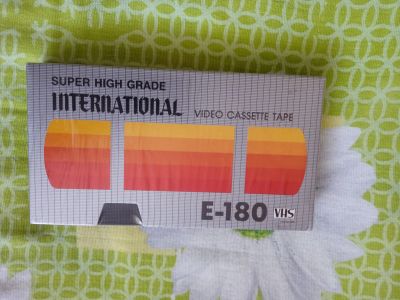 SUPER HIGH GRADE
INTERNATIONAL VIDEO CASSETTE TAPE
E-180 VHS